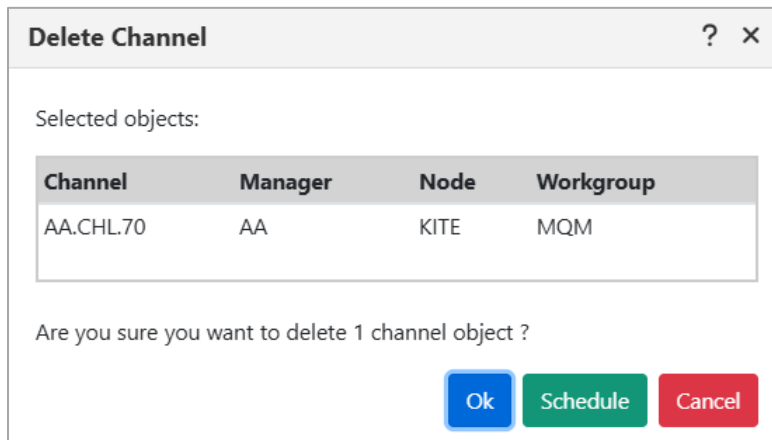 Delete Channel ? ×
Selected objects:
Channel Manager Node Workgroup
AA.CHL.70 AA KITE MQM
Are you sure you want to delete 1 channel object ?
Ok Schedule Cancel